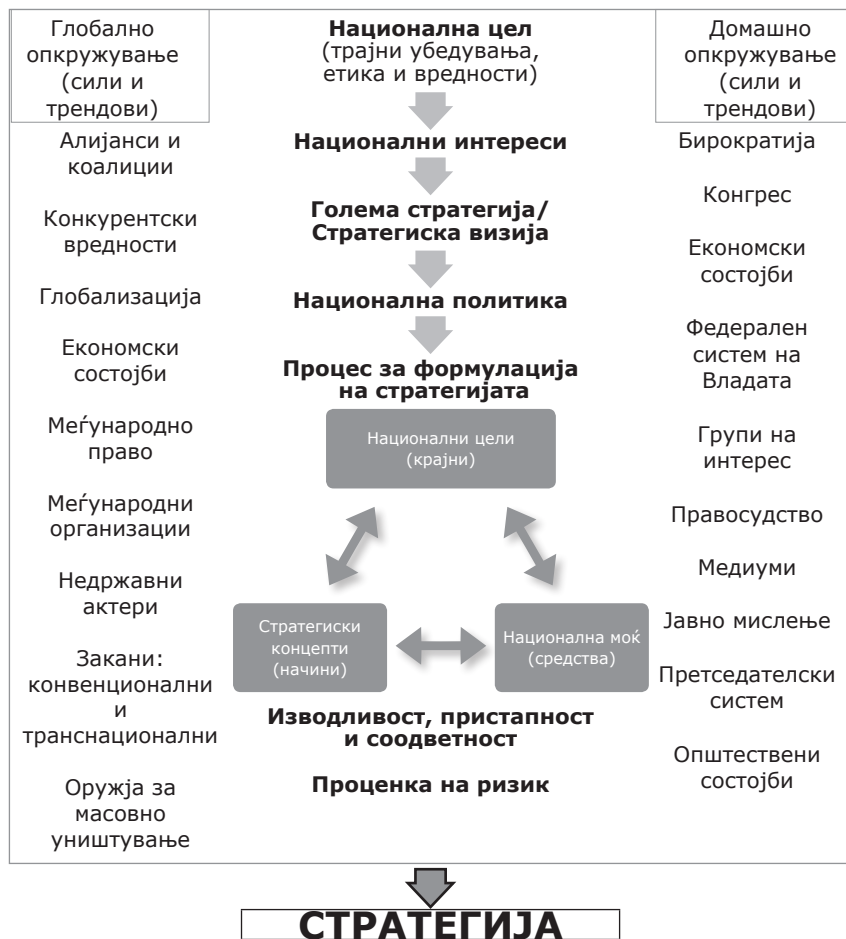 Глобално
опкружување
(сили и
трендови)
Алијанси и
коалиции
Конкурентски
вредности
Глобализација
Економски
состојби
Меѓународно
право
Меѓународни
организации
Недржавни
актери
Закани:
конвенционални
и
транснационални
Оружја за
масовно
уништување
Национална цел
(трајни убедувања,
етика и вредности)
Национални интереси
Голема стратегија/
Стратегиска визија
Национална политика
Процес за формулација
на стратегијата
Национални цели
(крајни)
Стратегиски
концепти
(начини)
Национална моќ
(средства)
Изводливост, пристапност
и соодветност
Проценка на ризик
Домашно
опкружување
(сили и
трендови)
Бирократија
Конгрес
Економски
состојби
Федерален
систем на
Владата
Групи на
интерес
Правосудство
Медиуми
Јавно мислење
Претседателски
систем
Општествени
состојби
СТРАТЕГИЈА